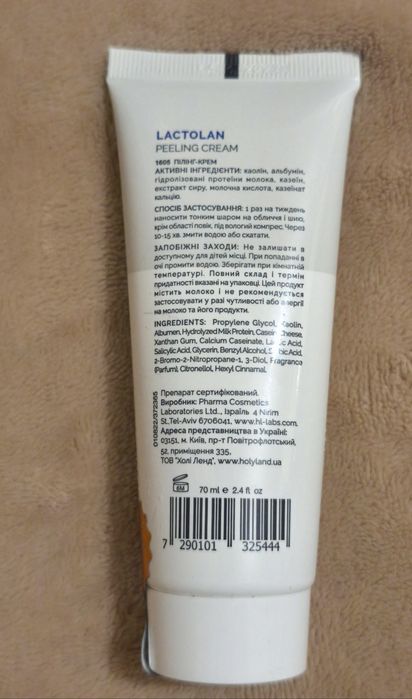 LACTOLAN
PEELING CREAM
1605 ПІЛІНГ-КРЕМ
АКТИВНІ ІНГРЕДІЄНТИ: каолін, альбумін,
гідролізовані протеїни молока, казеїн,
екстракт сиру, молочна кислота, казеїнат
кальцію.
СПОСІБ ЗАСТОСУВАННЯ: 1 раз на тиждень
наносити тонким шаром на обличчя і шию,
крім області повік, під вологий компрес. Через
10-15 хв. змити водою або скатати.
ЗАПОБІЖНІ ЗАХОДИ: Не залишати в
доступному для дітей місці. При попаданні в
очі промити водою. Зберігати при кімнатній
температурі. Повний склад і термін
придатності вказані на упаковці. Цей продукт
містить молоко і не рекомендується
застосовувати у разі чутливості або алергії
на молоко та його продукти.
INGREDIENTS: Propylene Glycol, Kaolin,
Albumen, Hydrolyzed Milk Protein, Casein, Cheese,
Xanthan Gum, Calcium Caseinate, Lactic Acid,
Salicylic Acid, Glycerin, Benzyl Alcohol, Sorbic Acid,
2-Bromo-2-Nitropropane-1, 3-Diol, Fragrance
(Parfum), Citronellol, Hexyl Cinnamal.
Препарат сертифікований.
Виробник: Pharma Cosmetics
Laboratories Ltd., Ізраїль 4 Nirim
St.Tel-Aviv 6706041, www.hl-labs.com.
Адреса представництва в Україні:
03151, м. Київ, пр-т Повітрофлотський,
52, приміщення 335.
ТОВ "Холі Ленд", www.holyland.ua
010822/072365
6M
70 ml e 2.4 fl oz
7 290101 325444